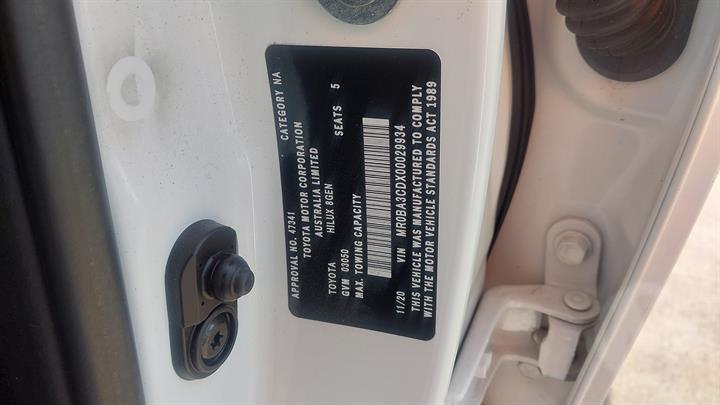 APPROVAL NO. 47341 CATEGORY NA
TOYOTA MOTOR CORPORATION
AUSTRALIA LIMITED
TOYOTA HILUX 8GEN
GVM 03050 SEATS 5
MAX. TOWING CAPACITY
11/20 VIN MR0BA3CDX00029934
THIS VEHICLE WAS MANUFACTURED TO COMPLY
WITH THE MOTOR VEHICLE STANDARDS ACT 1989